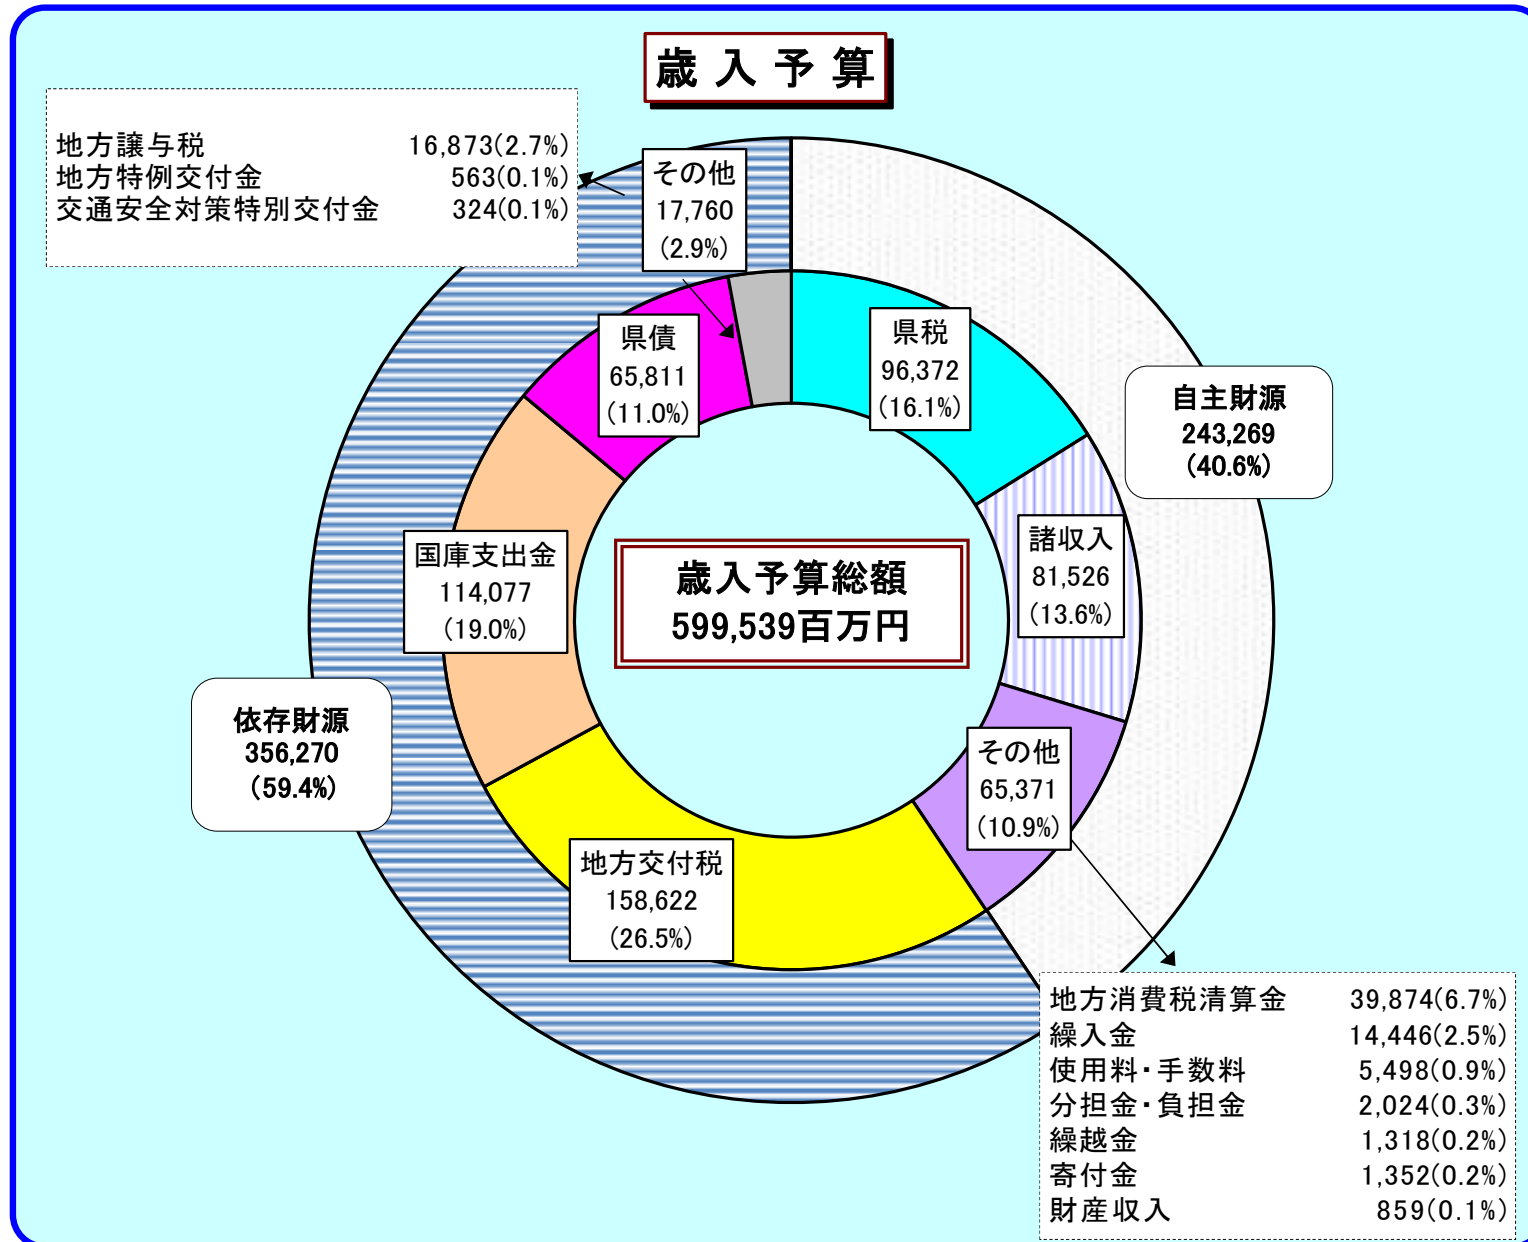 歳入予算
地方譲与税 16,873(2.7%)
地方特例交付金 563(0.1%)
交通安全対策特別交付金 324(0.1%)
その他
17,760
(2.9%)
県債
65,811
(11.0%)
県税
96,372
(16.1%)
自主財源
243,269
(40.6%)
国庫支出金
114,077
(19.0%)
歳入予算総額
599,539百万円
諸収入
81,526
(13.6%)
依存財源
356,270
(59.4%)
その他
65,371
(10.9%)
地方交付税
158,622
(26.5%)
地方消費税清算金 39,874(6.7%)
繰入金 14,446(2.5%)
使用料・手数料 5,498(0.9%)
分担金・負担金 2,024(0.3%)
繰越金 1,318(0.2%)
寄付金 1,352(0.2%)
財産収入 859(0.1%)